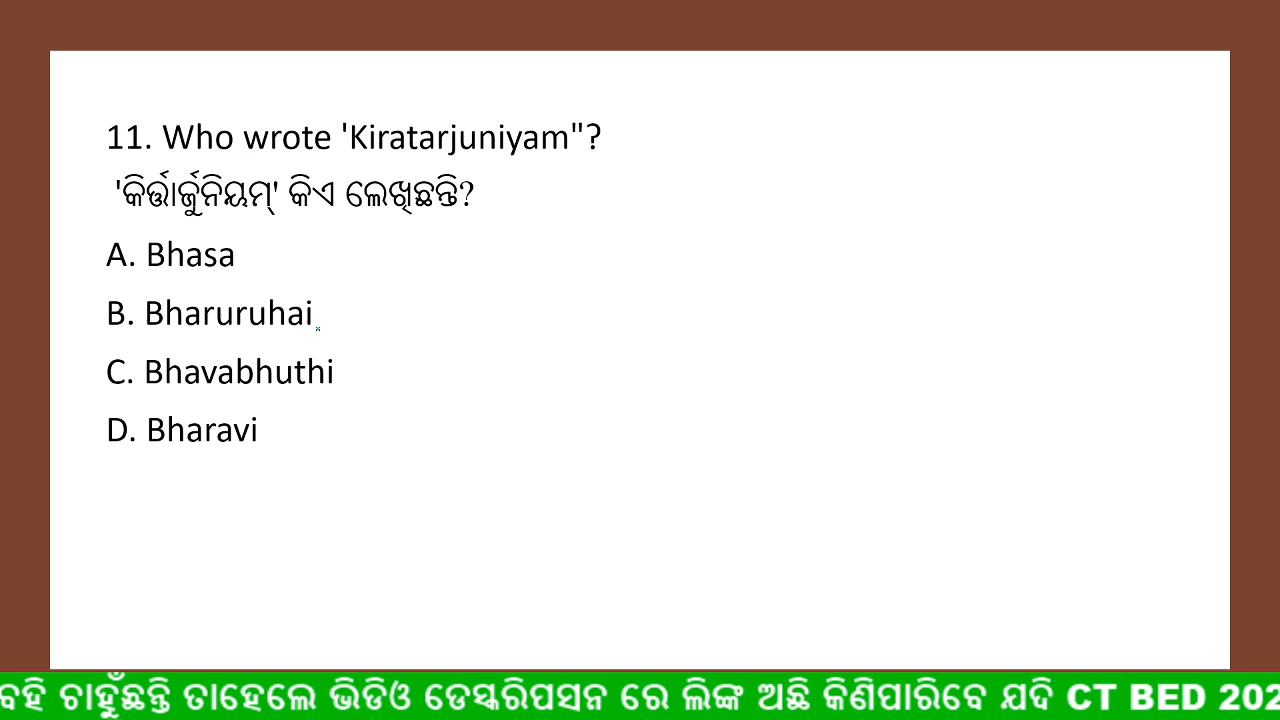 11. Who wrote 'Kiratarjuniyam"?
'କିର୍ତ୍ତାର୍ଜୁନିୟମ୍' କିଏ ଲେଖିଛନ୍ତି?
A. Bhasa
B. Bharuruhai
C. Bhavabhuthi
D. Bharavi
ବହି ଚାହୁଁଛନ୍ତି ତାହେଲେ ଭିଡିଓ ଡେସ୍କରିପସନ ରେ ଲିଙ୍କ ଅଛି କିଣିପାରିବେ ଯଦି CT BED 202